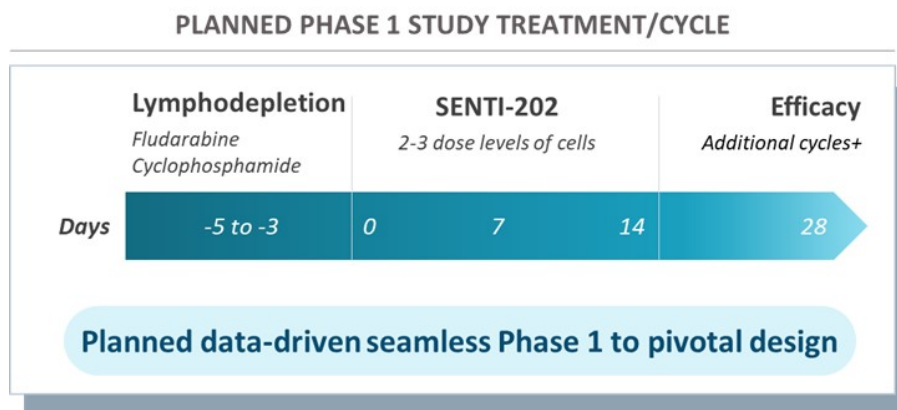 PLANNED PHASE 1 STUDY TREATMENT/CYCLE
Lymphodepletion
Fludarabine
Cyclophosphamide
SENTI-202
2-3 dose levels of cells
Efficacy
Additional cycles+
Days
-5 to -3
0
7
14
28
Planned data-driven seamless Phase 1 to pivotal design